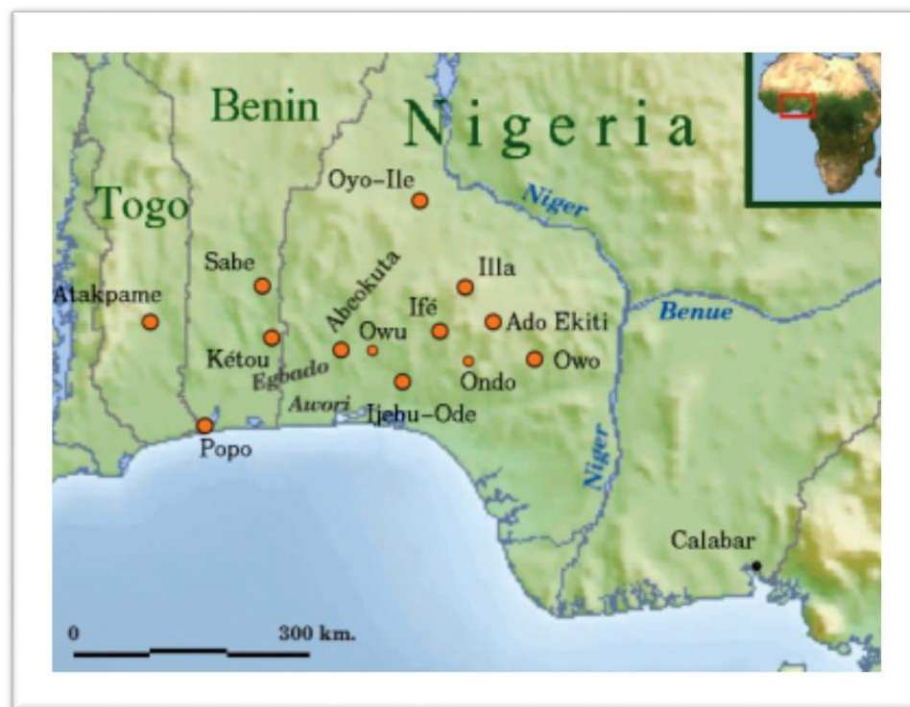 Benin
Nigeria
Togo
Oyo-Ile
Niger
Sabe
Illa
Abeokuta
Atakpame
Ifé
Benue
Owu
Ado Ekiti
Kétou
Egbado
Owo
Ondo
Awori
Ijebu-Ode
Popo
Niger
Calabar
0 300 km.